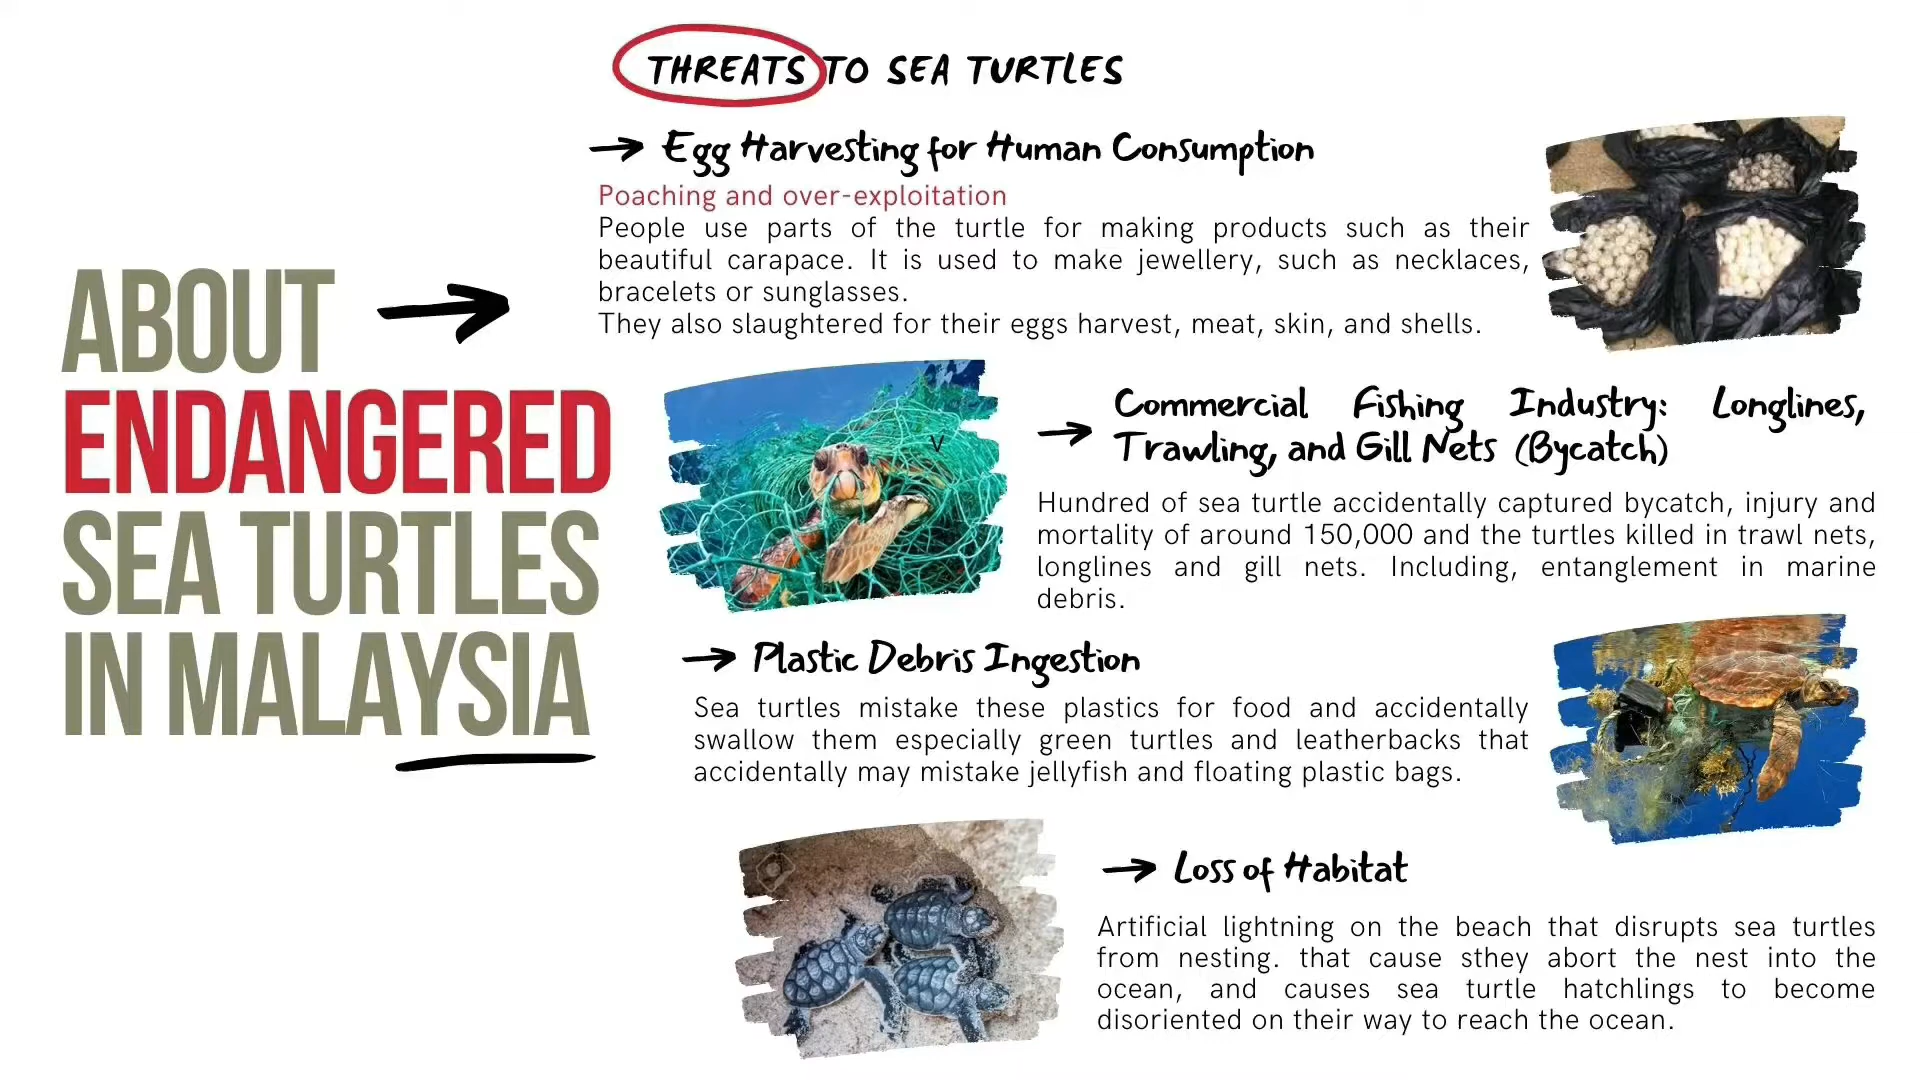 ABOUT
ENDANGERED
SEA TURTLES
IN MALAYSIA
THREATS TO SEA TURTLES
Egg Harvesting for Human Consumption
Poaching and over-exploitation
People use parts of the turtle for making products such as their
beautiful carapace. It is used to make jewellery, such as necklaces,
bracelets or sunglasses.
They also slaughtered for their eggs harvest, meat, skin, and shells.
V
Commercial Fishing Industry: Longlines,
Trawling, and Gill Nets (Bycatch)
Hundred of sea turtle accidentally captured bycatch, injury and
mortality of around 150,000 and the turtles killed in trawl nets,
longlines and gill nets. Including, entanglement in marine
debris.
Plastic Debris Ingestion
Sea turtles mistake these plastics for food and accidentally
swallow them especially green turtles and leatherbacks that
accidentally may mistake jellyfish and floating plastic bags.
Loss of Habitat
Artificial lightning on the beach that disrupts sea turtles
from nesting. that cause sthey abort the nest into the
ocean, and causes sea turtle hatchlings to become
disoriented on their way to reach the ocean.